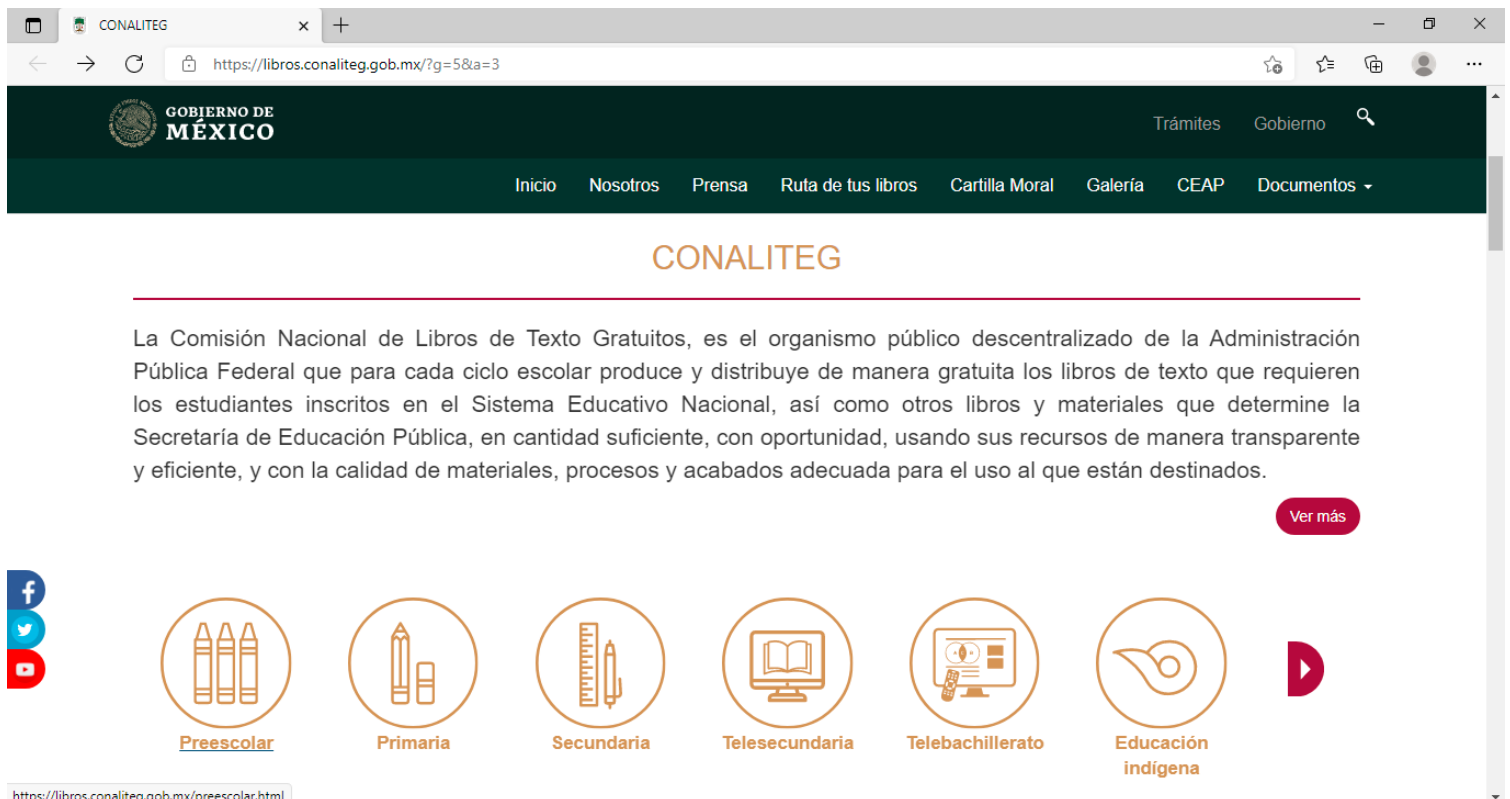 CONALITEG
https://libros.conaliteg.gob.mx/?g=5&a=3
GOBIERNO DE
MÉXICO
Trámites Gobierno
Inicio Nosotros Prensa Ruta de tus libros Cartilla Moral Galería CEAP Documentos
CONALITEG
La Comisión Nacional de Libros de Texto Gratuitos, es el organismo público descentralizado de la Administración
Pública Federal que para cada ciclo escolar produce y distribuye de manera gratuita los libros de texto que requieren
los estudiantes inscritos en el Sistema Educativo Nacional, así como otros libros y materiales que determine la
Secretaría de Educación Pública, en cantidad suficiente, con oportunidad, usando sus recursos de manera transparente
y eficiente, y con la calidad de materiales, procesos y acabados adecuada para el uso al que están destinados.
Ver más
Preescolar Primaria Secundaria Telesecundaria Telebachillerato Educación
indígena
https://libros.conaliteg.gob.mx/preescolar.html